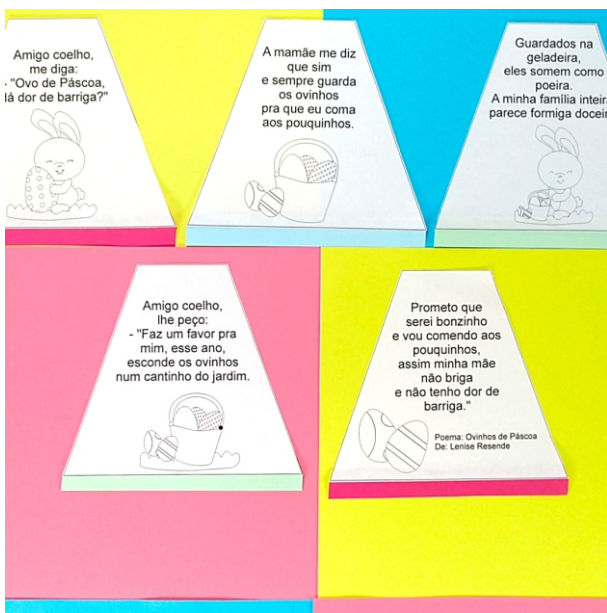 Amigo coelho,
me diga:
- "Ovo de Páscoa,
dá dor de barriga?"
A mamãe me diz
que sim
e sempre guarda
os ovinhos
pra que eu coma
aos pouquinhos.
Guardados na
geladeira,
eles somem como
poeira.
A minha família inteira
parece formiga
Amigo coelho,
lhe peço:
- "Faz um favor pra
mim, esse ano,
esconde os ovinhos
num cantinho do jardim.
Prometo que
serei bonzinho
e vou comendo aos
pouquinhos,
assim minha mãe
não briga
e não tenho dor de
barriga."
Poema: Ovinhos de Páscoa
De: Lenise Resende